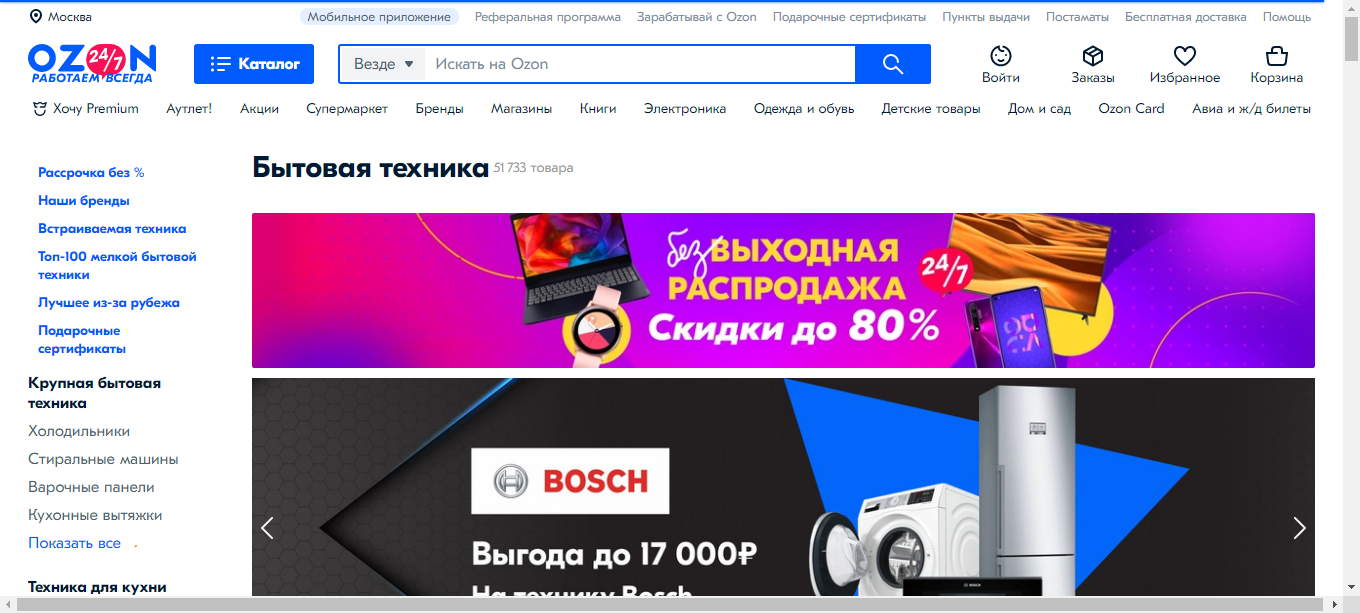 Москва
Мобильное приложение
Реферальная программа
Зарабатывай с Ozon
Подарочные сертификаты
Пункты выдачи
Постаматы
Бесплатная доставка
Помощь
OZON
24/7
РАБОТАЕМ ВСЕГДА
Каталог
Везде
Искать на Ozon
Войти
Заказы
Избранное
Корзина
Хочу Premium
Аутлет!
Акции
Супермаркет
Бренды
Магазины
Книги
Электроника
Одежда и обувь
Детские товары
Дом и сад
Ozon Card
Авиа и ж/д билеты
Рассрочка без %
Наши бренды
Встраиваемая техника
Топ-100 мелкой бытовой
техники
Лучшее из-за рубежа
Подарочные
сертификаты
Крупная бытовая
техника
Холодильники
Стиральные машины
Варочные панели
Кухонные вытяжки
Показать все
Техника для кухни
Бытовая техника 51 733 товара
безВЫХОДНАЯ
РАСПРОДАЖА
24/7
Скидки до 80%
BOSCH
Выгода до 17 000₽
На технику Bosch
BOSCH